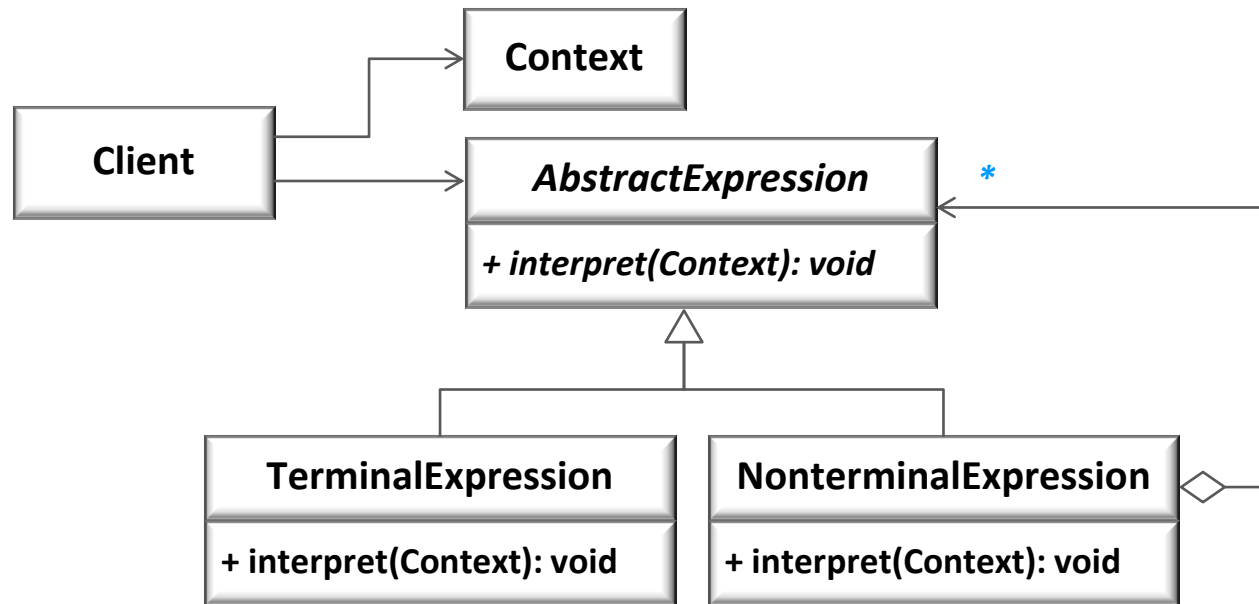 Context
Client
AbstractExpression
*
+ interpret(Context): void
TerminalExpression
NonterminalExpression
+ interpret(Context): void
+ interpret(Context): void